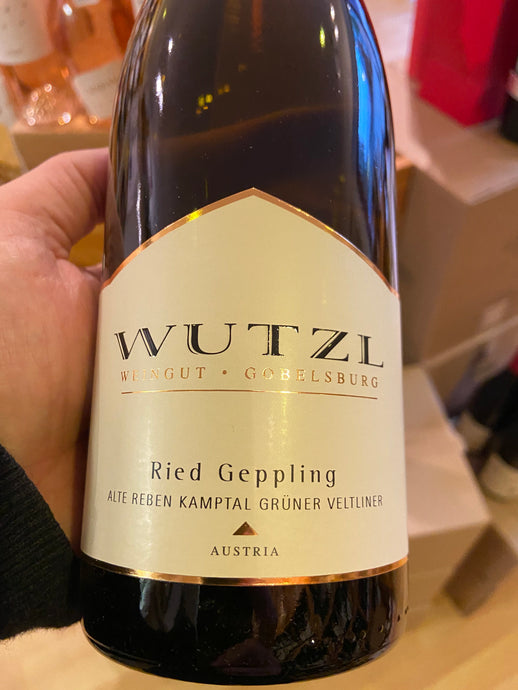 WUTZL
WEINGUT • GOBELSBURG
Ried Geppling
ALTE REBEN KAMPTAL GRÜNER VELTLINER
AUSTRIA